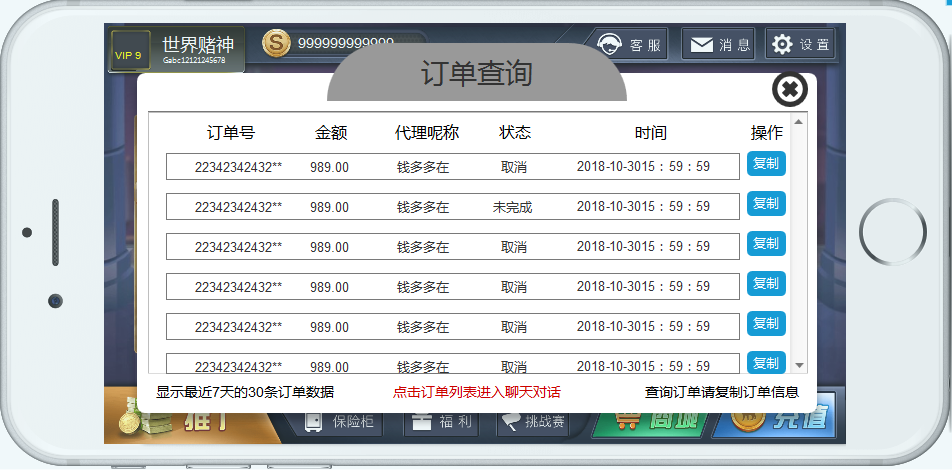 VIP 9
世界赌神
Gabc12121245678
S 999999999999
客服
消息
设置
订单查询
订单号 金额 代理昵称 状态 时间 操作
22342342432** 989.00 钱多多在 取消 2018-10-3015：59：59 复制
22342342432** 989.00 钱多多在 未完成 2018-10-3015：59：59 复制
22342342432** 989.00 钱多多在 取消 2018-10-3015：59：59 复制
22342342432** 989.00 钱多多在 取消 2018-10-3015：59：59 复制
22342342432** 989.00 钱多多在 取消 2018-10-3015：59：59 复制
22342342432** 989.00 钱多多在 取消 2018-10-3015：59：59 复制
显示最近7天的30条订单数据 点击订单列表进入聊天对话 查询订单请复制订单信息
推广 保险柜 福利 挑战赛 商城 充值